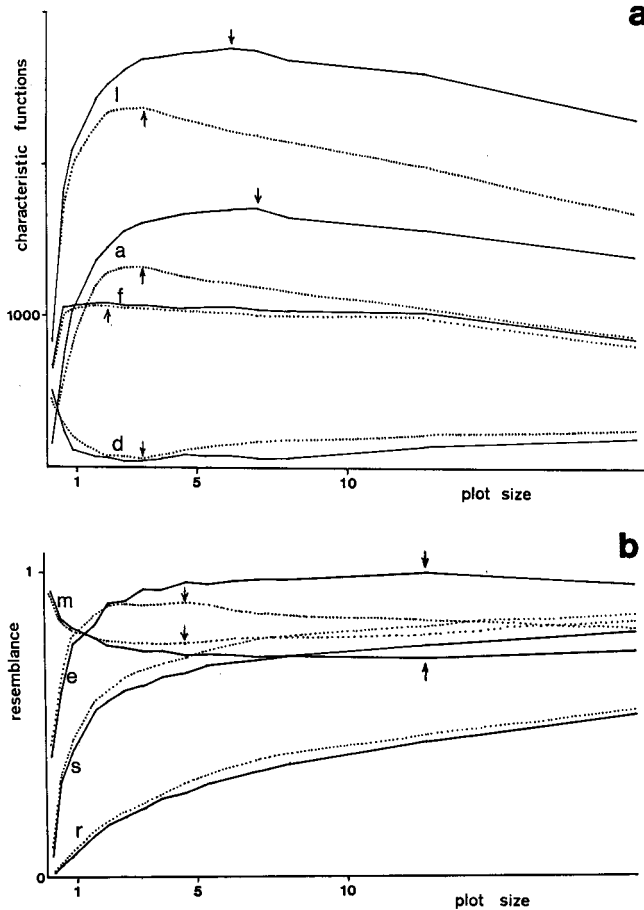 a
characteristic functions
l
a
f
1000
d
1
5
10
plot size
b
1
m
e
resemblance
s
r
0
1
5
10
plot size